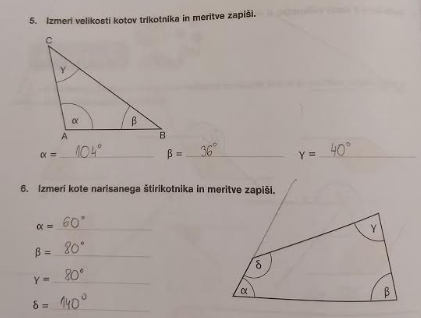 5. Izmeri velikosti kotov trikotnika in meritve zapiši.
C
γ
α
β
A
B
α = 104°
β = 36°
γ = 40°
6. Izmeri kote narisanega štirikotnika in meritve zapiši.
α = 60°
β = 80°
γ = 80°
δ = 140°
γ
δ
α
β